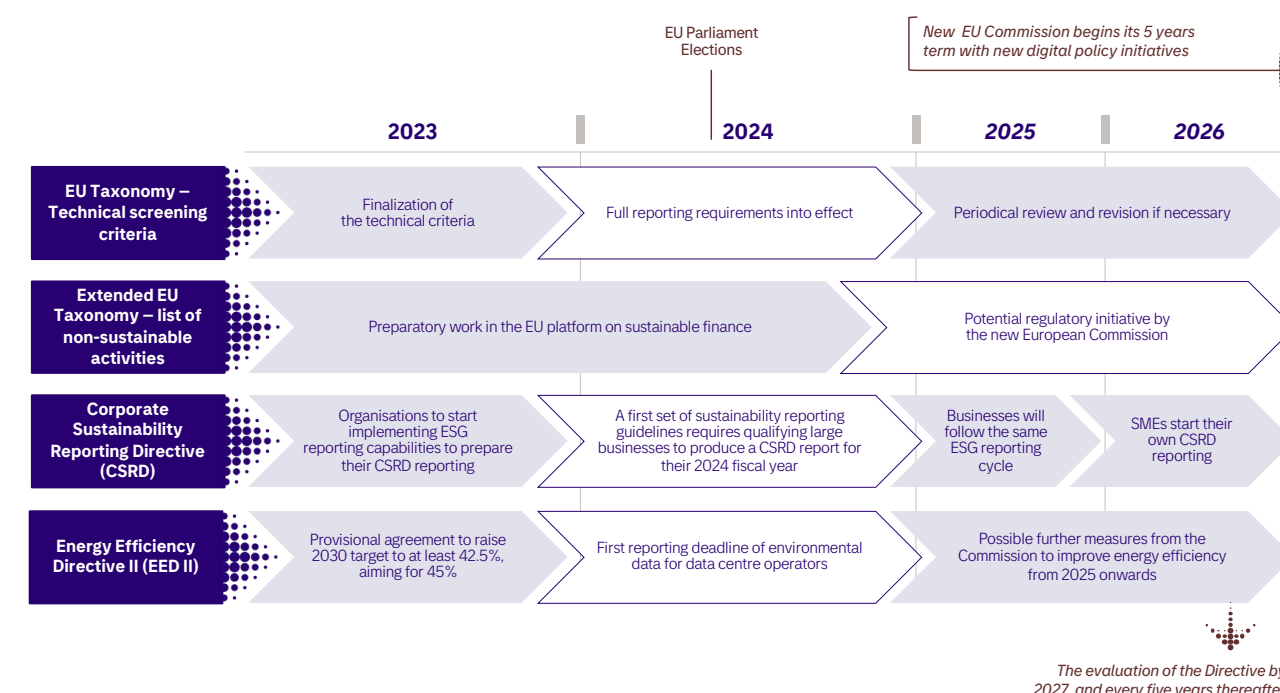 EU Parliament
Elections
New EU Commission begins its 5 years
term with new digital policy initiatives
2023
2024
2025
2026
EU Taxonomy –
Technical screening
criteria
Finalization of
the technical criteria
Full reporting requirements into effect
Periodical review and revision if necessary
Extended EU
Taxonomy – list of
non-sustainable
activities
Preparatory work in the EU platform on sustainable finance
Potential regulatory initiative by
the new European Commission
Corporate
Sustainability
Reporting Directive
(CSRD)
Organisations to start
implementing ESG
reporting capabilities to prepare
their CSRD reporting
A first set of sustainability reporting
guidelines requires qualifying large
businesses to produce a CSRD report for
their 2024 fiscal year
Businesses will
follow the same
ESG reporting
cycle
SMEs start their
own CSRD
reporting
Energy Efficiency
Directive II (EED II)
Provisional agreement to raise
2030 target to at least 42.5%,
aiming for 45%
First reporting deadline of environmental
data for data centre operators
Possible further measures from the
Commission to improve energy efficiency
from 2025 onwards
The evaluation of the Directive by
2027, and every five years thereafte